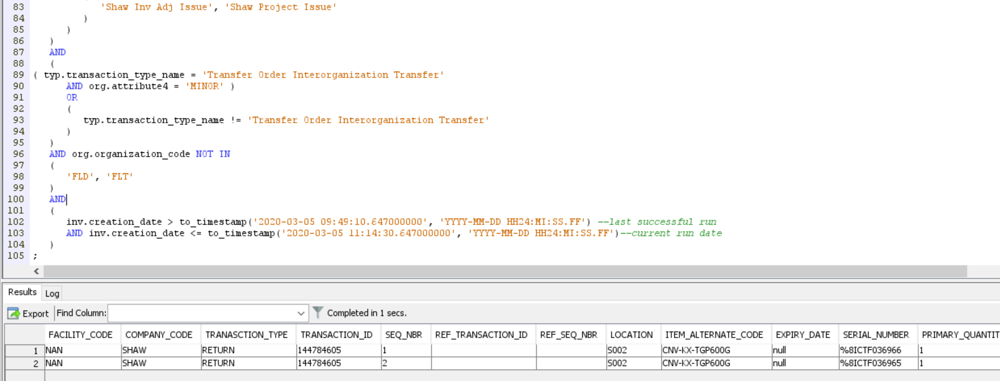 83 'Shaw Inv Adj Issue', 'Shaw Project Issue'
84 )
85 )
86 )
87 AND
88 (
89 ( typ.transaction_type_name = 'Transfer Order Interorganization Transfer'
90 AND org.attribute4 = 'MINOR' )
91 OR
92 (
93 typ.transaction_type_name != 'Transfer Order Interorganization Transfer'
94 )
95 )
96 AND org.organization_code NOT IN
97 (
98 'FLD', 'FLT'
99 )
100 AND
101 (
102 inv.creation_date > to_timestamp('2020-03-05 09:49:10.647000000', 'YYYY-MM-DD HH24:MI:SS.FF') --last successful run
103 AND inv.creation_date <= to_timestamp('2020-03-05 11:14:30.647000000', 'YYYY-MM-DD HH24:MI:SS.FF')--current run date
104 )
105 ;
Results Log
Export Find Column: Completed in 1 secs.
FACILITY_CODE COMPANY_CODE TRANASCTION_TYPE TRANSACTION_ID SEQ_NBR REF_TRANSACTION_ID REF_SEQ_NBR LOCATION ITEM_ALTERNATE_CODE EXPIRY_DATE SERIAL_NUMBER PRIMARY_QUANTIT
1 NAN SHAW RETURN 144784605 1 S002 CNV-KX-TGP600G null %8ICTF036966 1
2 NAN SHAW RETURN 144784605 2 S002 CNV-KX-TGP600G null %8ICTF036965 1